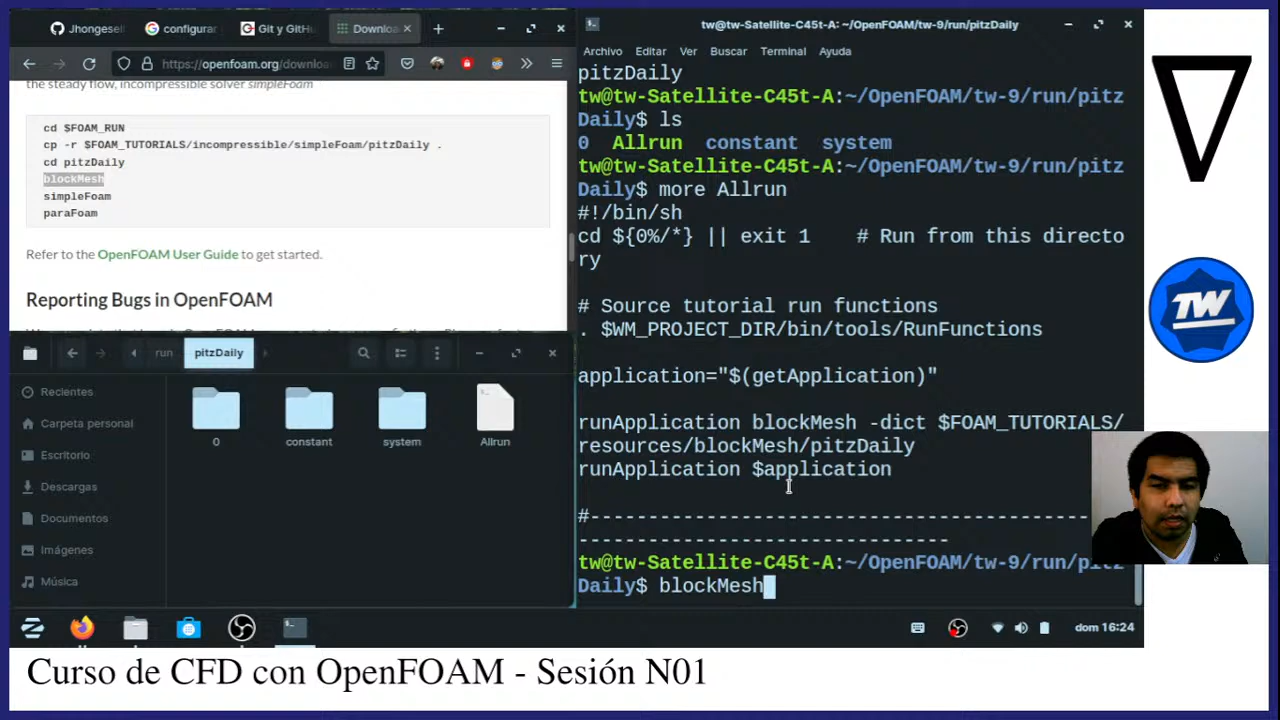 Jhongesell
configurar
Git y GitHu
Downloa
https://openfoam.org/downloa
the steady flow, incompressible solver simpleFoam
cd $FOAM_RUN
cp -r $FOAM_TUTORIALS/incompressible/simpleFoam/pitzDaily .
cd pitzDaily
blockMesh
simpleFoam
paraFoam
Refer to the OpenFOAM User Guide to get started.
Reporting Bugs in OpenFOAM
run
pitzDaily
Recientes
Carpeta personal
Escritorio
Descargas
Documentos
Imágenes
Música
0
constant
system
Allrun
tw@tw-Satellite-C45t-A: ~/OpenFOAM/tw-9/run/pitzDaily
Archivo Editar Ver Buscar Terminal Ayuda
pitzDaily
tw@tw-Satellite-C45t-A:~/OpenFOAM/tw-9/run/pitz
Daily$ ls
0 Allrun constant system
tw@tw-Satellite-C45t-A:~/OpenFOAM/tw-9/run/pitz
Daily$ more Allrun
#!/bin/sh
cd ${0%/*} || exit 1 # Run from this directo
ry
# Source tutorial run functions
. $WM_PROJECT_DIR/bin/tools/RunFunctions
application="$(getApplication)"
runApplication blockMesh -dict $FOAM_TUTORIALS/
resources/blockMesh/pitzDaily
runApplication $application
#------------------------------------------
--------------------------------
tw@tw-Satellite-C45t-A:~/OpenFOAM/tw-9/run/pitz
Daily$ blockMesh
dom 16:24
TW
Curso de CFD con OpenFOAM - Sesión N01